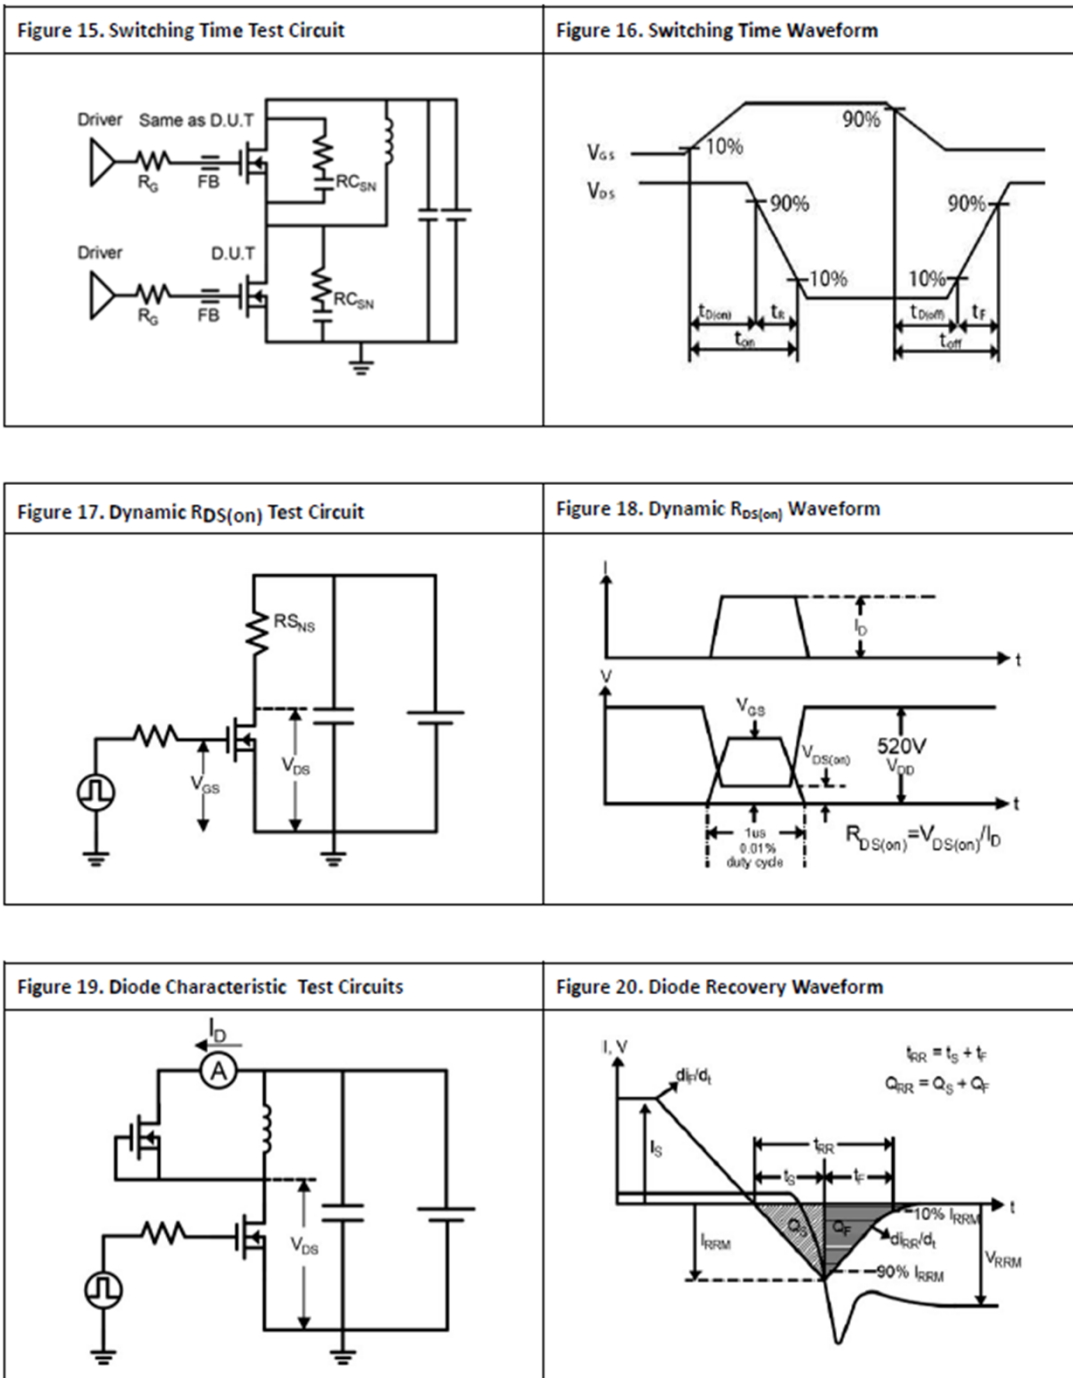 Figure 15. Switching Time Test Circuit
Figure 16. Switching Time Waveform
Driver Same as D.U.T
RG
FB
RCSN
Driver D.U.T
RG
FB
RCSN
VGS
10%
90%
VDS
90%
90%
10%
10%
tD(on)
tR
tD(off)
tF
ton
toff
Figure 17. Dynamic RDS(on) Test Circuit
Figure 18. Dynamic RDS(on) Waveform
RSNS
VDS
VGS
I
ID
t
V
VGS
VDS(on)
520V
VDD
t
1us
0.01%
duty cycle
RDS(on)=VDS(on)/ID
Figure 19. Diode Characteristic Test Circuits
Figure 20. Diode Recovery Waveform
ID
A
VDS
I, V
diF/dt
tRR = tS + tF
QRR = QS + QF
IS
tRR
tS
tF
t
QS
QF
10% IRRM
IRRM
diRR/dt
VRRM
90% IRRM